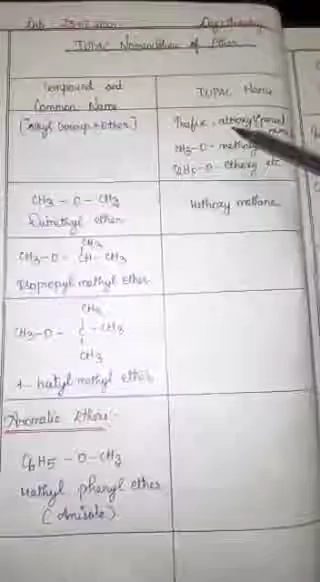 IUPAC Nomenclature of Ether
Compound and
Common Name
IUPAC Name
[Alkyl Group + Ether]
Prefix - alkoxy
CH3-O- methoxy
C2H5-O- ethoxy etc
CH3 - O - CH3
Dimethyl ether
Methoxy methane
CH3
CH3-O- CH-CH3
Isopropyl methyl ether
CH3
CH3-O- C -CH3
CH3
t- butyl methyl ether
Aromatic Ethers:-
C6H5 - O-CH3
Methyl phenyl ether
(Anisole)